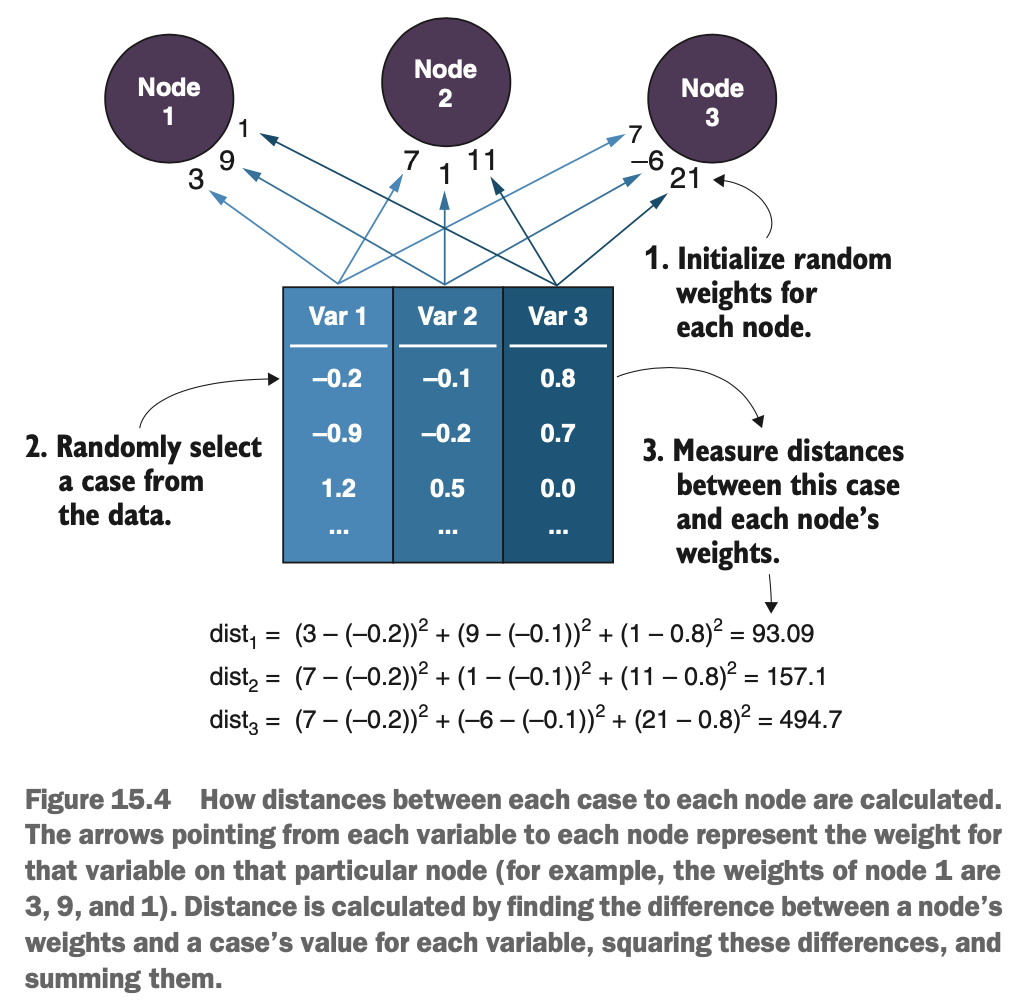 Node
1
Node
2
Node
3
1
9
3
7
1
11
7
–6
21
1. Initialize random
weights for
each node.
Var 1 Var 2 Var 3
–0.2 –0.1 0.8
–0.9 –0.2 0.7
1.2 0.5 0.0
... ... ...
2. Randomly select
a case from
the data.
3. Measure distances
between this case
and each node’s
weights.
dist₁ = (3 – (–0.2))² + (9 – (–0.1))² + (1 – 0.8)² = 93.09
dist₂ = (7 – (–0.2))² + (1 – (–0.1))² + (11 – 0.8)² = 157.1
dist₃ = (7 – (–0.2))² + (–6 – (–0.1))² + (21 – 0.8)² = 494.7
Figure 15.4 How distances between each case to each node are calculated.
The arrows pointing from each variable to each node represent the weight for
that variable on that particular node (for example, the weights of node 1 are
3, 9, and 1). Distance is calculated by finding the difference between a node’s
weights and a case’s value for each variable, squaring these differences, and
summing them.